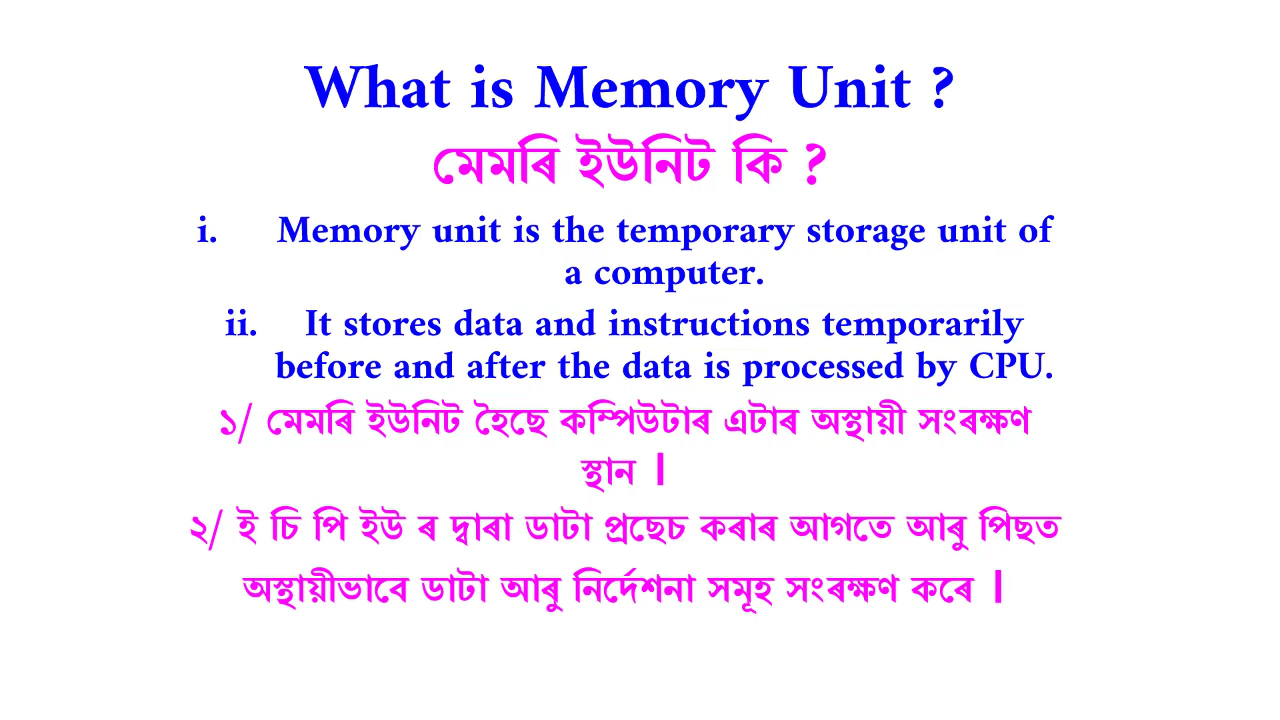 What is Memory Unit ?
মেমৰি ইউনিট কি ?
i. Memory unit is the temporary storage unit of
a computer.
ii. It stores data and instructions temporarily
before and after the data is processed by CPU.
১/ মেমৰি ইউনিট হৈছে কম্পিউটাৰ এটাৰ অস্থায়ী সংৰক্ষণ
স্থান ।
২/ ই চি পি ইউ ৰ দ্বাৰা ডাটা প্ৰছেচ কৰাৰ আগতে আৰু পিছত
অস্থায়ীভাবে ডাটা আৰু নিৰ্দেশনা সমূহ সংৰক্ষণ কৰে ।